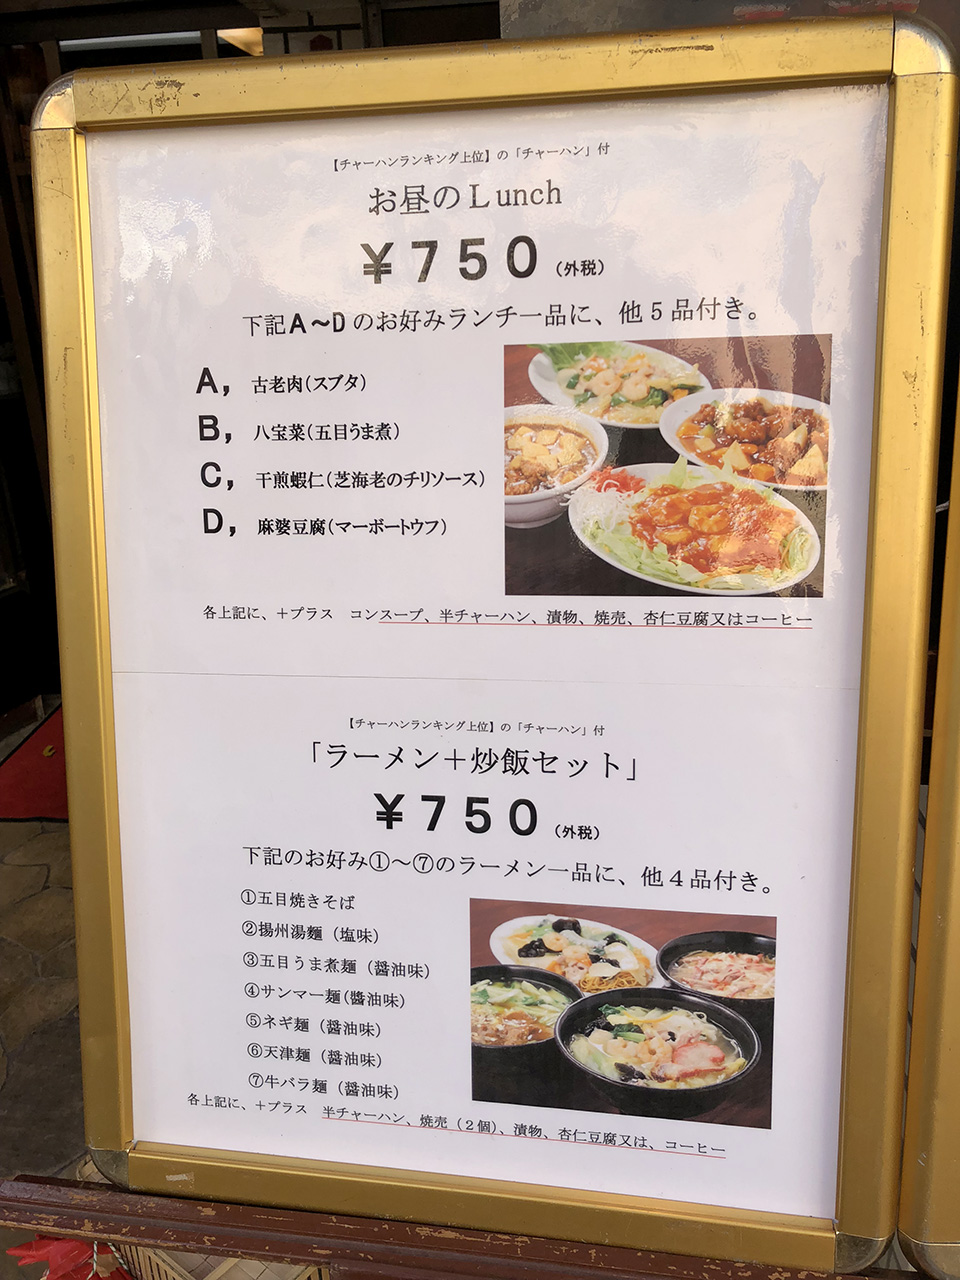 【チャーハンランキング上位】の「チャーハン」付
お昼のLunch
￥７５０（外税）
下記A～Dのお好みランチ一品に、他５品付き。
A，古老肉（スブタ）
B，八宝菜（五目うま煮）
C，干煎蝦仁（芝海老のチリソース）
D，麻婆豆腐（マーボートウフ）
各上記に、＋プラス　コンスープ、半チャーハン、漬物、焼売、杏仁豆腐又はコーヒー
【チャーハンランキング上位】の「チャーハン」付
「ラーメン＋炒飯セット」
￥７５０（外税）
下記のお好み①～⑦のラーメン一品に、他４品付き。
①五目焼きそば
②揚州湯麺（塩味）
③五目うま煮麺（醤油味）
④サンマー麺（醬油味）
⑤ネギ麺（醤油味）
⑥天津麺（醤油味）
⑦牛バラ麺（醤油味）
各上記に、＋プラス　半チャーハン、焼売（２個）、漬物、杏仁豆腐又は、コーヒー